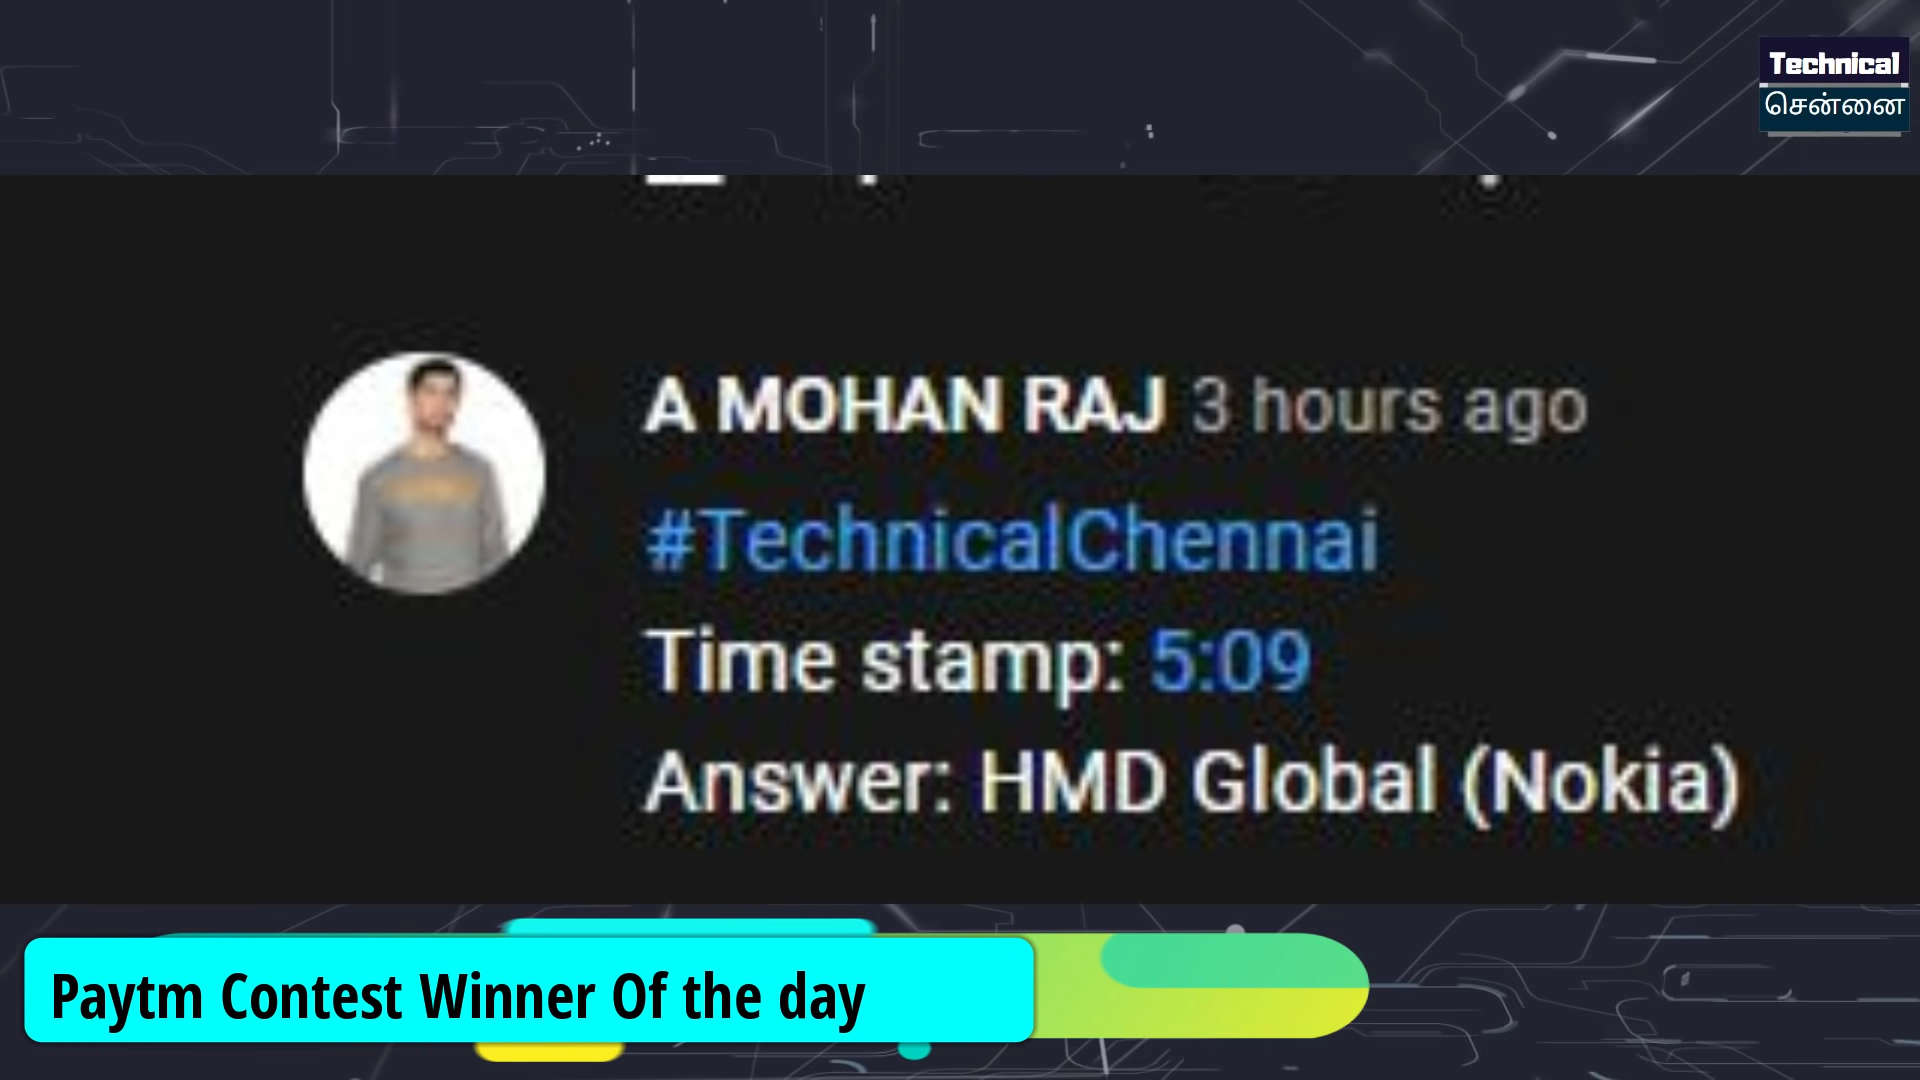 Technical
சென்னை
A MOHAN RAJ 3 hours ago
#TechnicalChennai
Time stamp: 5:09
Answer: HMD Global (Nokia)
Paytm Contest Winner Of the day